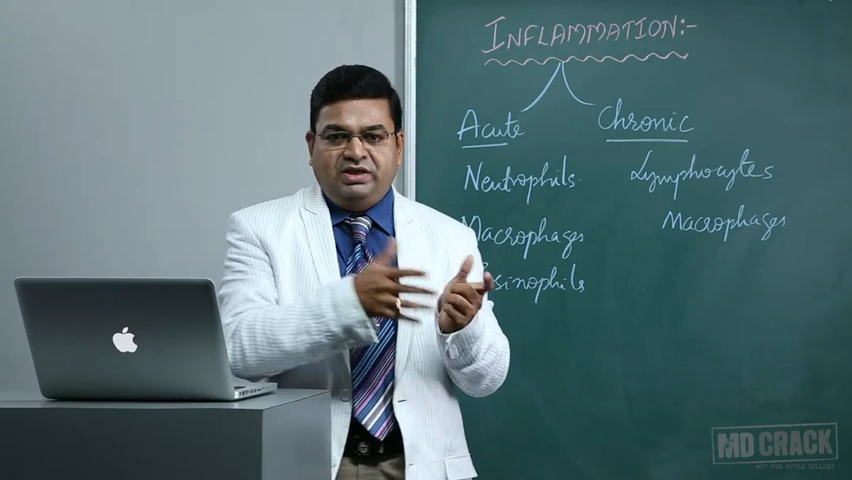 INFLAMMATION:-
Acute
Chronic
Neutrophils.
Lymphocytes
Macrophages
Macrophages
MD CRACK